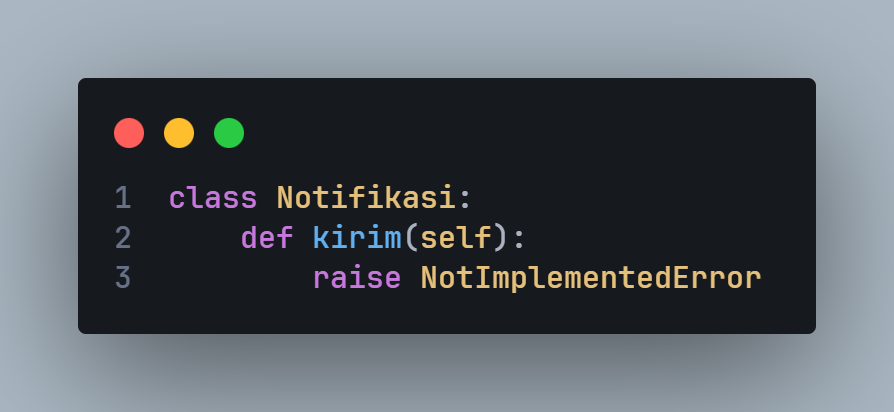 1 class Notifikasi:
2     def kirim(self):
3         raise NotImplementedError